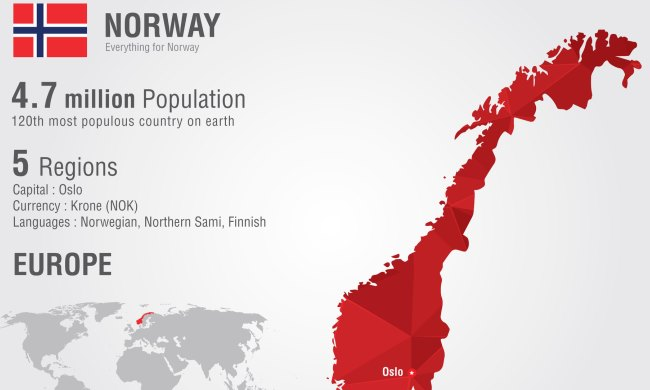 NORWAY
Everything for Norway
4.7 million Population
120th most populous country on earth
5 Regions
Capital : Oslo
Currency : Krone (NOK)
Languages : Norwegian, Northern Sami, Finnish
EUROPE
Oslo